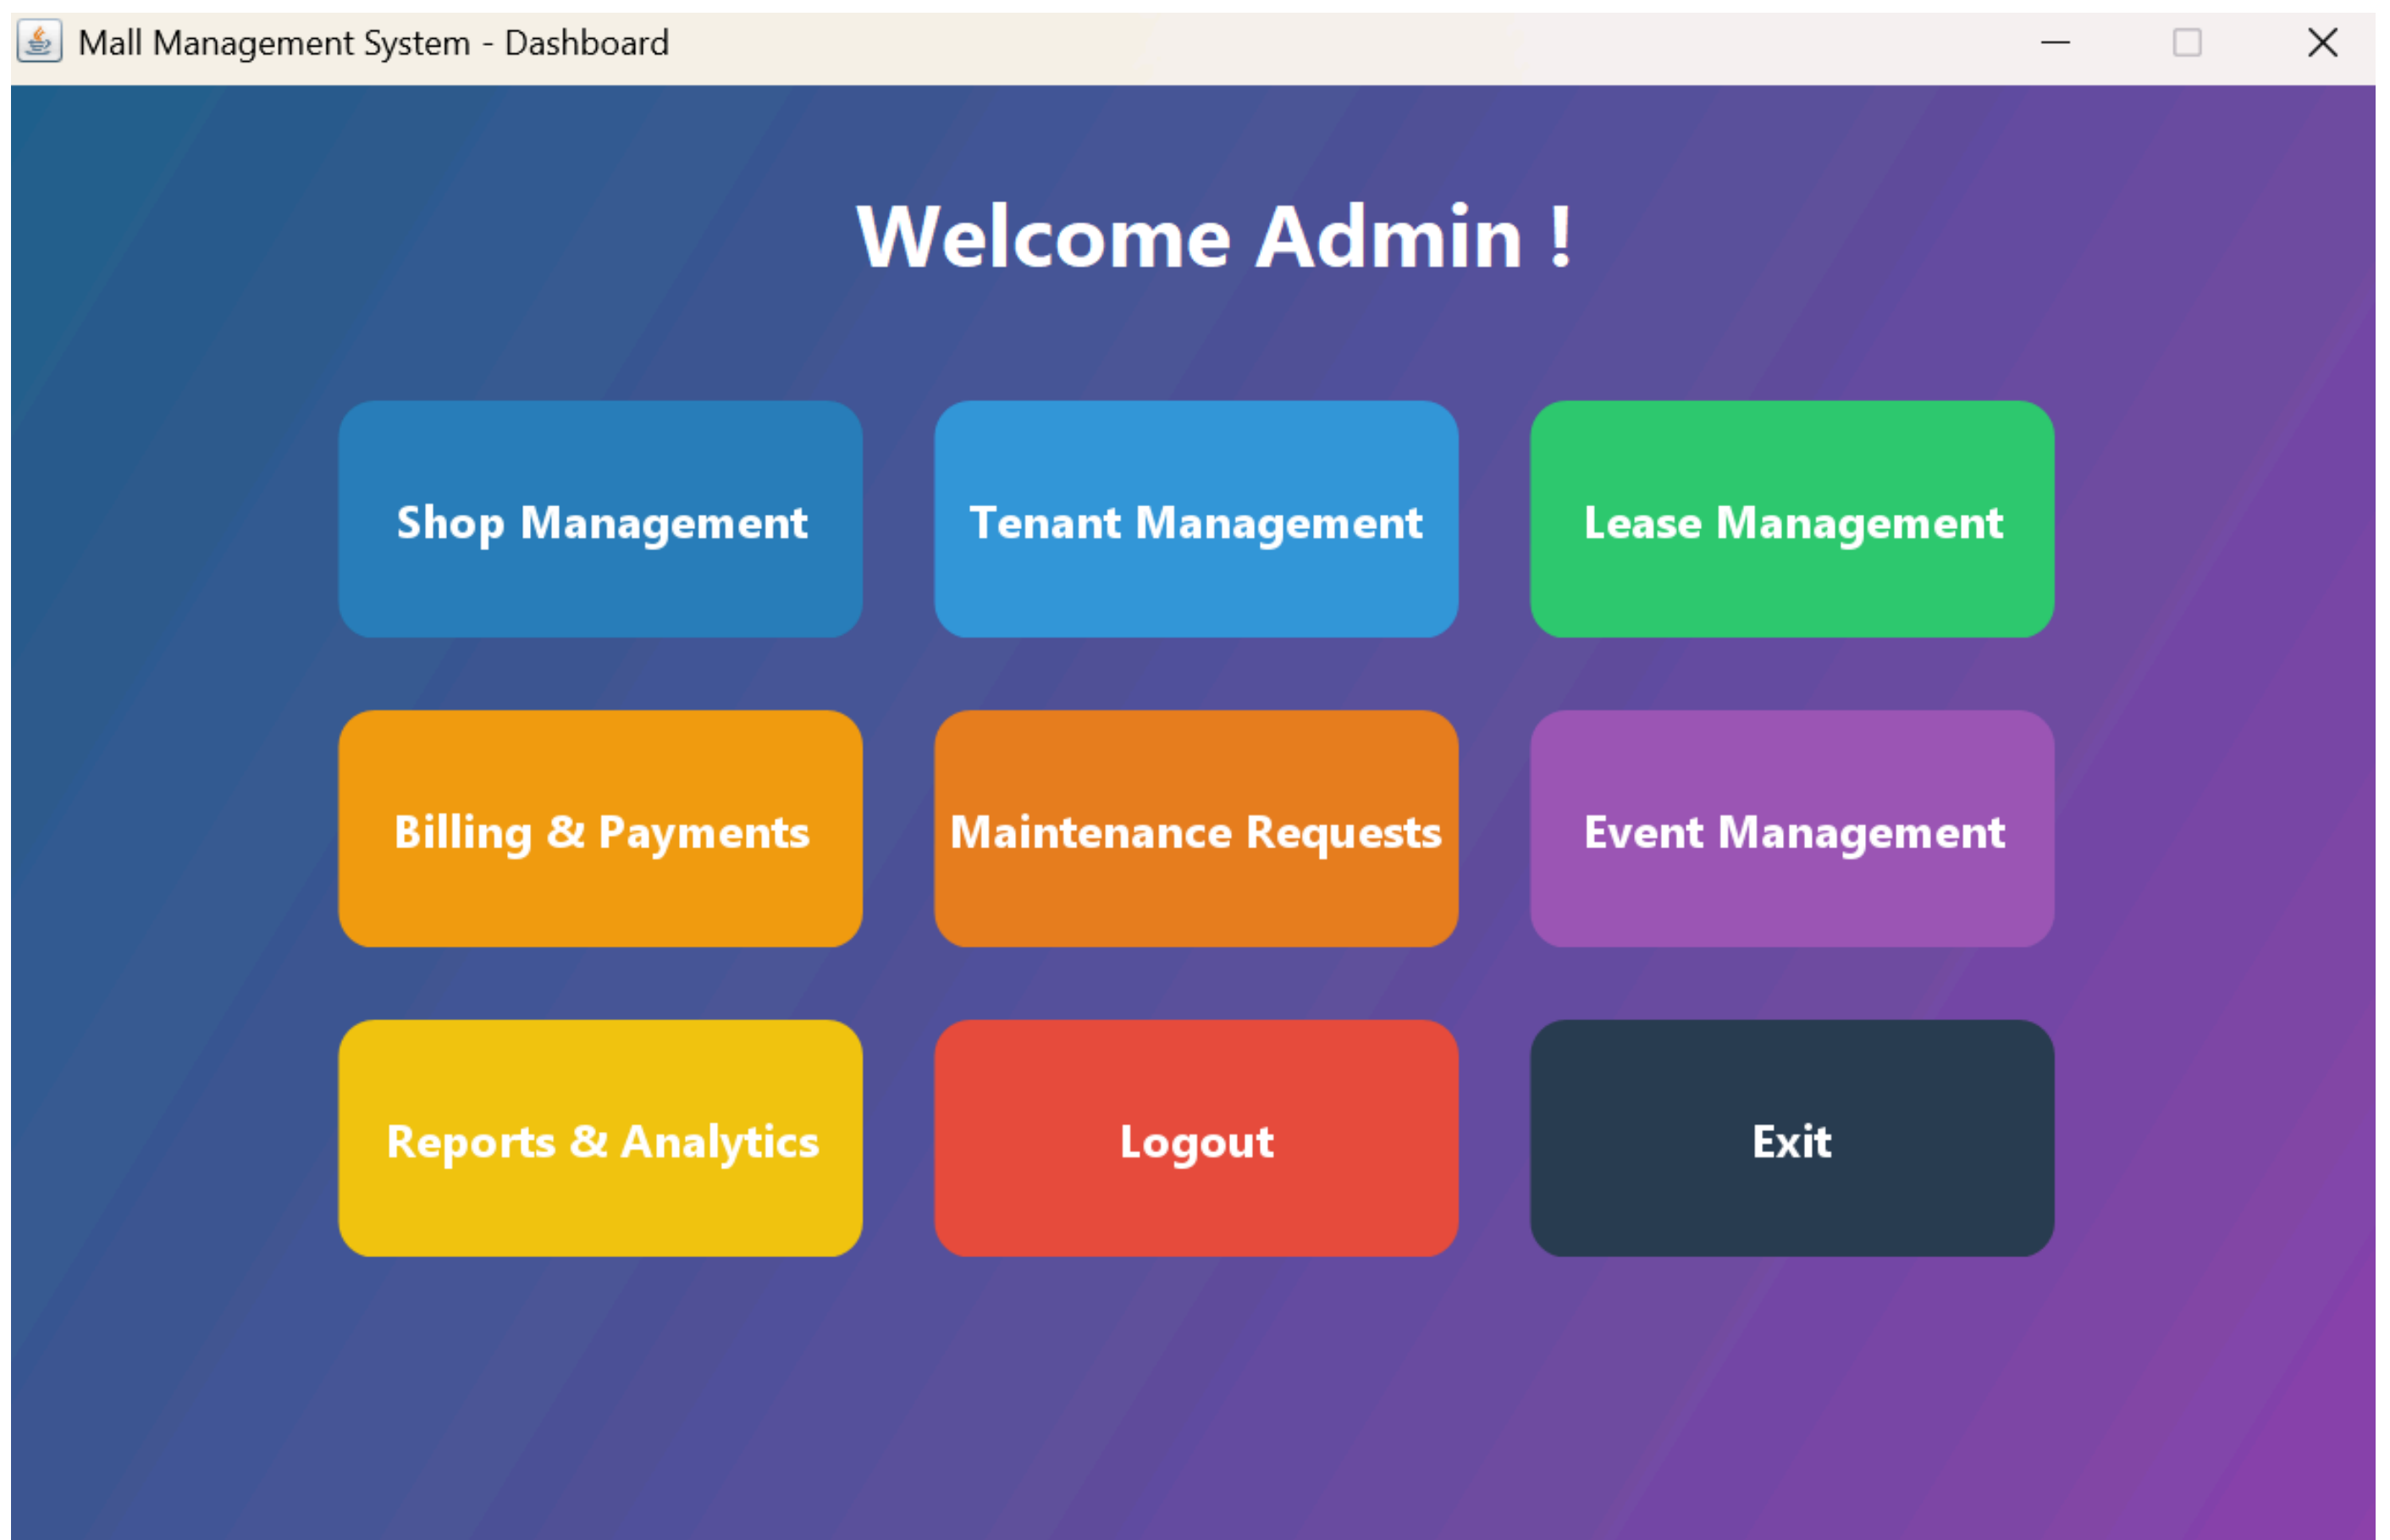 Mall Management System - Dashboard
Welcome Admin !
Shop Management
Tenant Management
Lease Management
Billing & Payments
Maintenance Requests
Event Management
Reports & Analytics
Logout
Exit